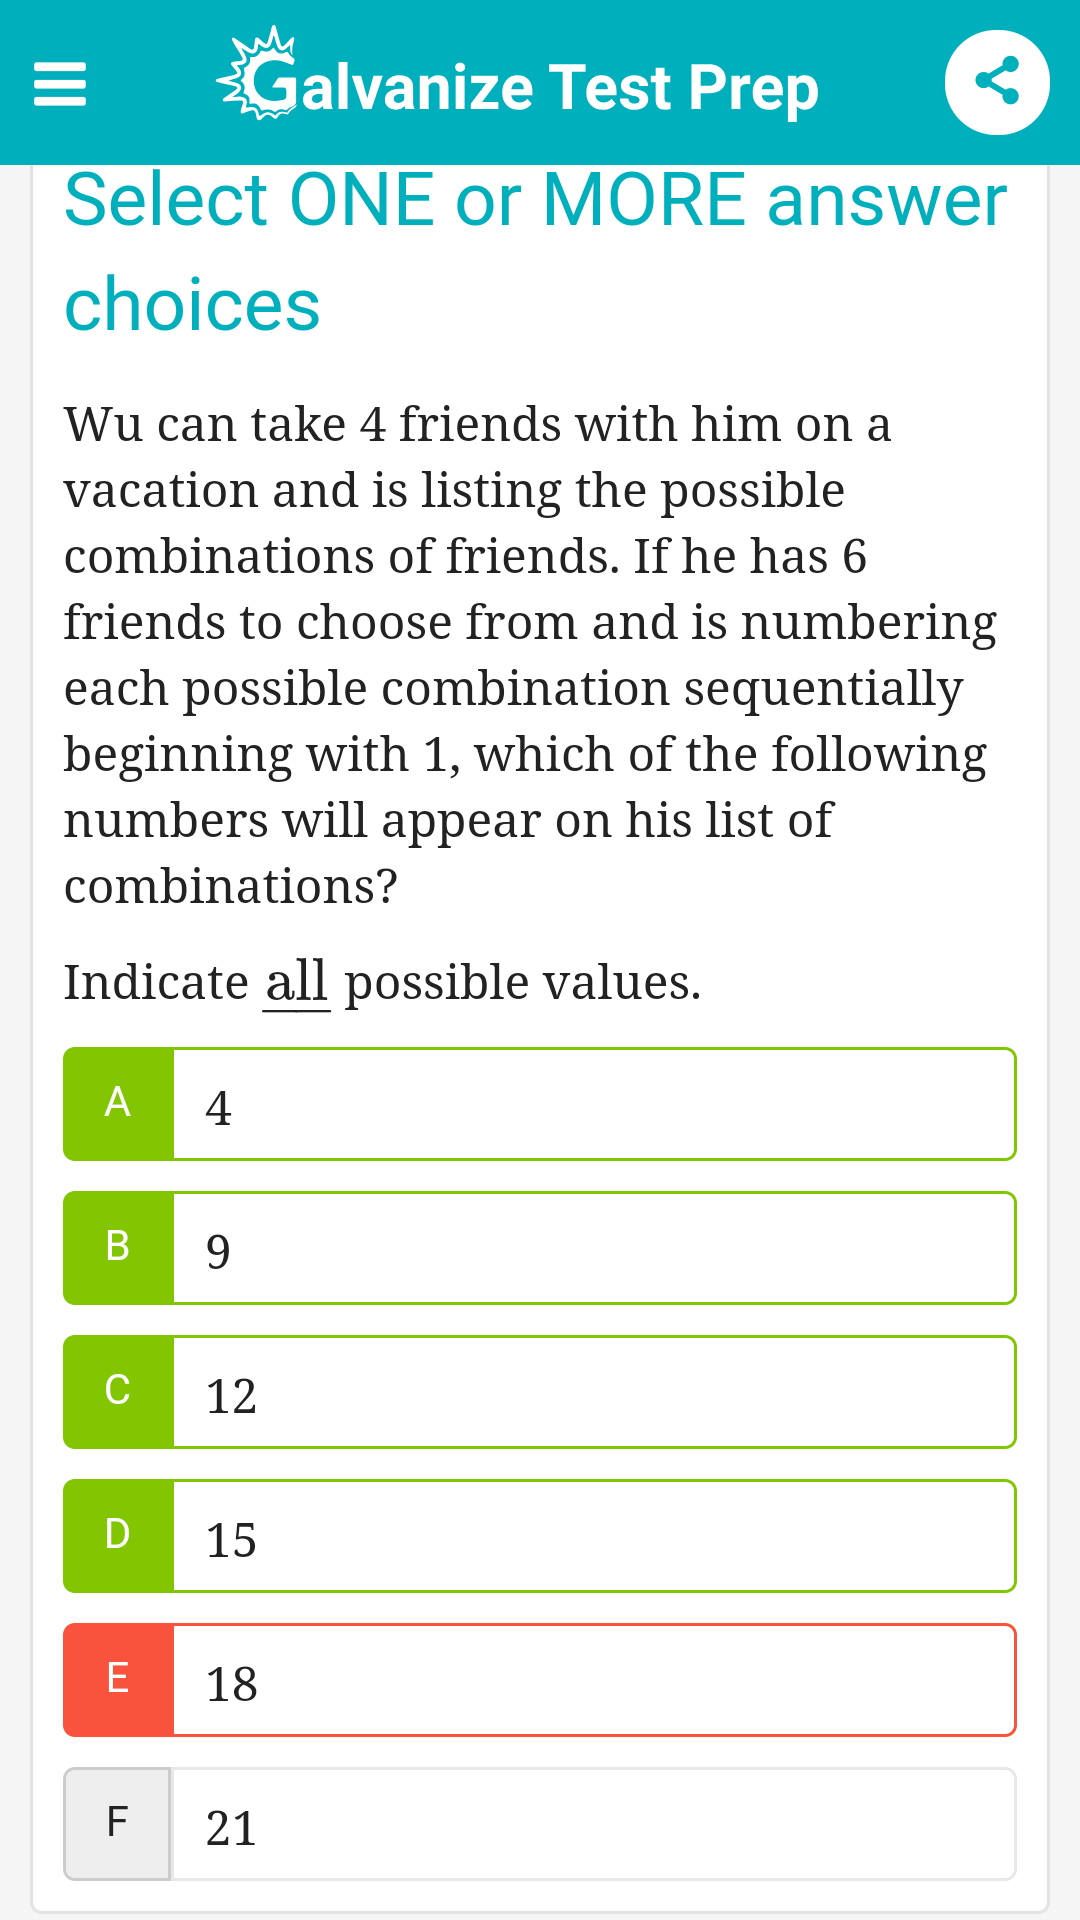 Galvanize Test Prep
Select ONE or MORE answer
choices
Wu can take 4 friends with him on a
vacation and is listing the possible
combinations of friends. If he has 6
friends to choose from and is numbering
each possible combination sequentially
beginning with 1, which of the following
numbers will appear on his list of
combinations?
Indicate all possible values.
A 4
B 9
C 12
D 15
E 18
F 21